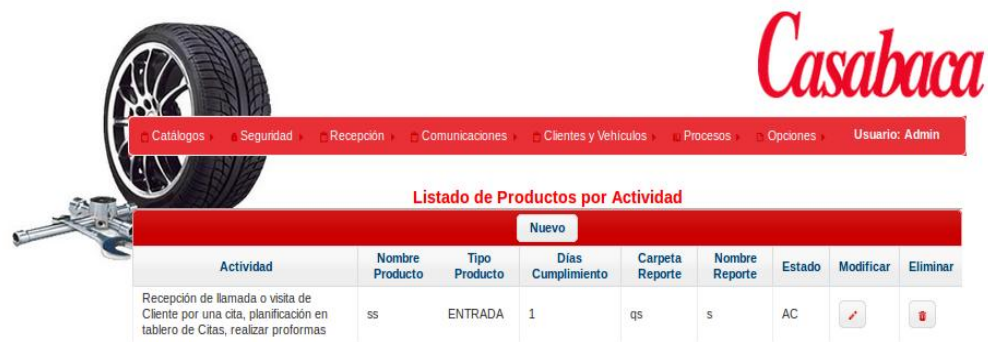 Casabaca
Catálogos Seguridad Recepción Comunicaciones Clientes y Vehículos Procesos Opciones Usuario: Admin
Listado de Productos por Actividad
Nuevo
Actividad Nombre Producto Tipo Producto Días Cumplimiento Carpeta Reporte Nombre Reporte Estado Modificar Eliminar
Recepción de llamada o visita de
Cliente por una cita, planificación en
tablero de Citas, realizar proformas
ss ENTRADA 1 qs s AC